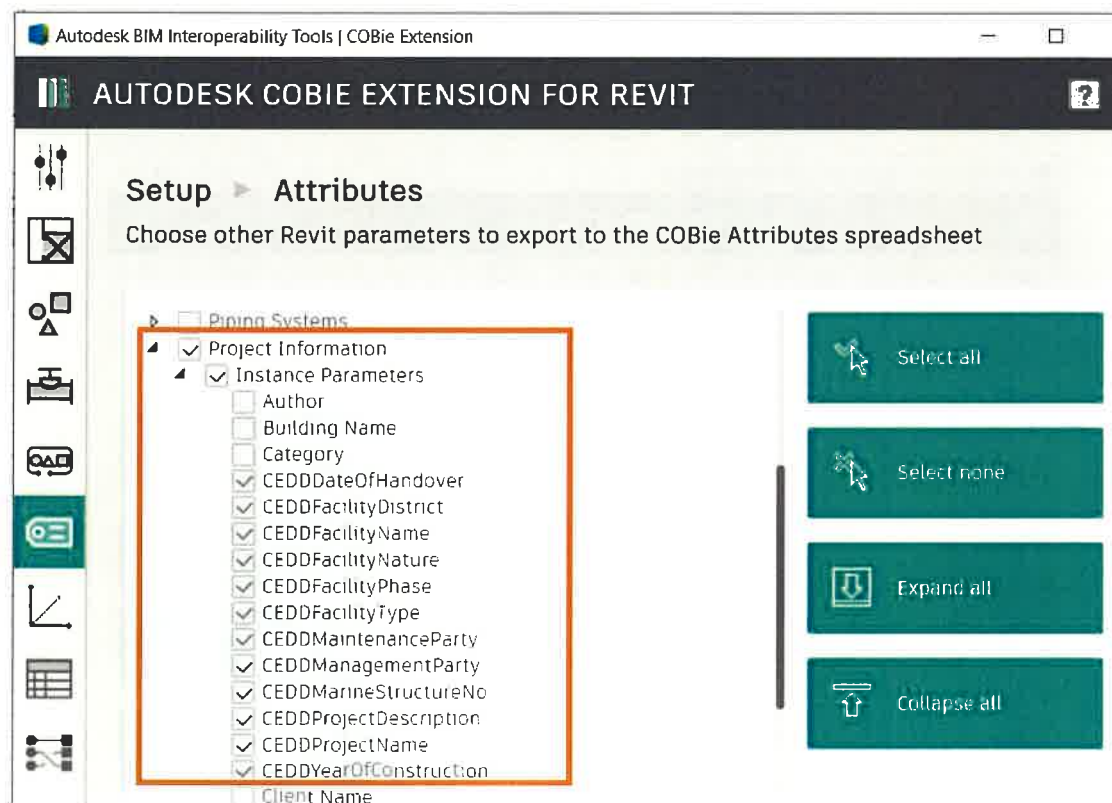 Autodesk BIM Interoperability Tools | COBie Extension
AUTODESK COBIE EXTENSION FOR REVIT
?
Setup
Attributes
Choose other Revit parameters to export to the COBie Attributes spreadsheet
Piping Systems
Project Information
Instance Parameters
Author
Building Name
Category
CEDDDateOfHandover
CEDDFacilityDistrict
CEDDFacilityName
CEDDFacilityNature
CEDDFacilityPhase
CEDDFacilityType
CEDDMaintenanceParty
CEDDManagementParty
CEDDMarineStructureNo
CEDDProjectDescription
CEDDProjectName
CEDDYearOfConstruction
Client Name
Select all
Select none
Expand all
Collapse all